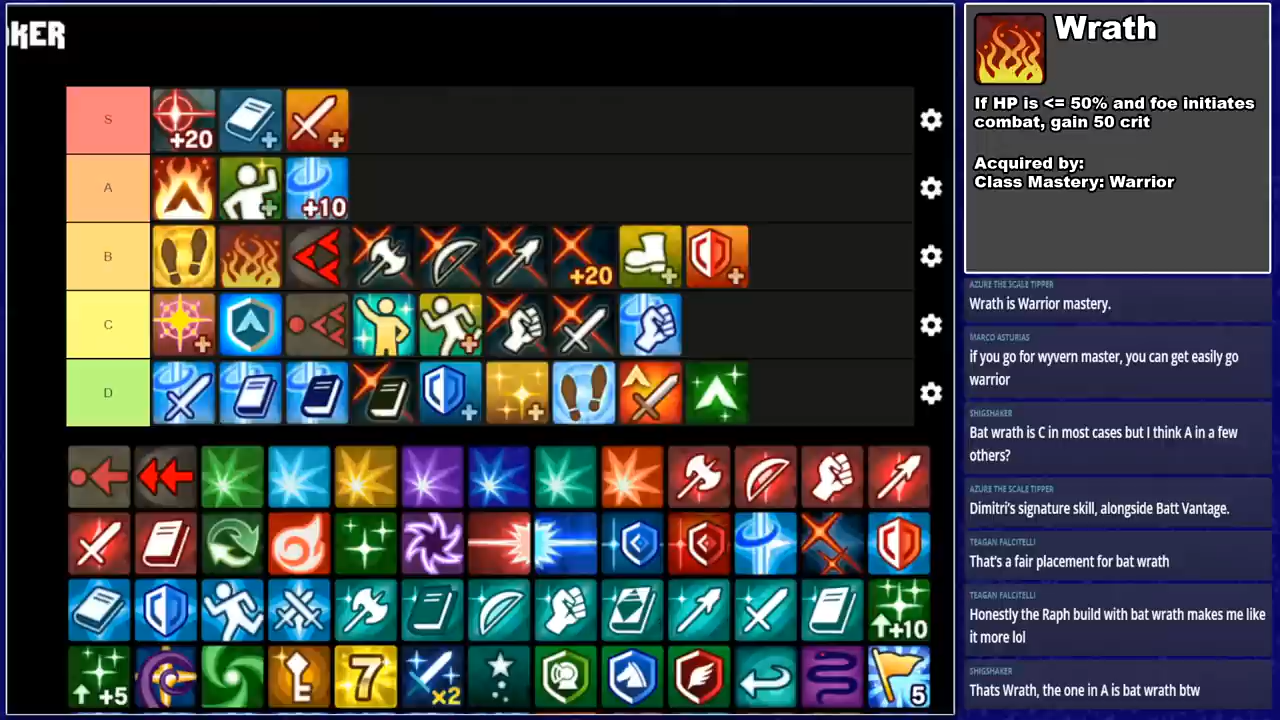 KER
S
+20
A
+10
B
+20
C
D
+10
+5
7
x2
5
Wrath
If HP is <= 50% and foe initiates
combat, gain 50 crit
Acquired by:
Class Mastery: Warrior
AZURE THE SCALE TIPPER
Wrath is Warrior mastery.
MARCO ASTURIAS
if you go for wyvern master, you can get easily go
warrior
SHIGSHAKER
Bat wrath is C in most cases but I think A in a few
others?
AZURE THE SCALE TIPPER
Dimitri's signature skill, alongside Batt Vantage.
TEAGAN FALCITELLI
That's a fair placement for bat wrath
TEAGAN FALCITELLI
Honestly the Raph build with bat wrath makes me like
it more lol
SHIGSHAKER
Thats Wrath, the one in A is bat wrath btw